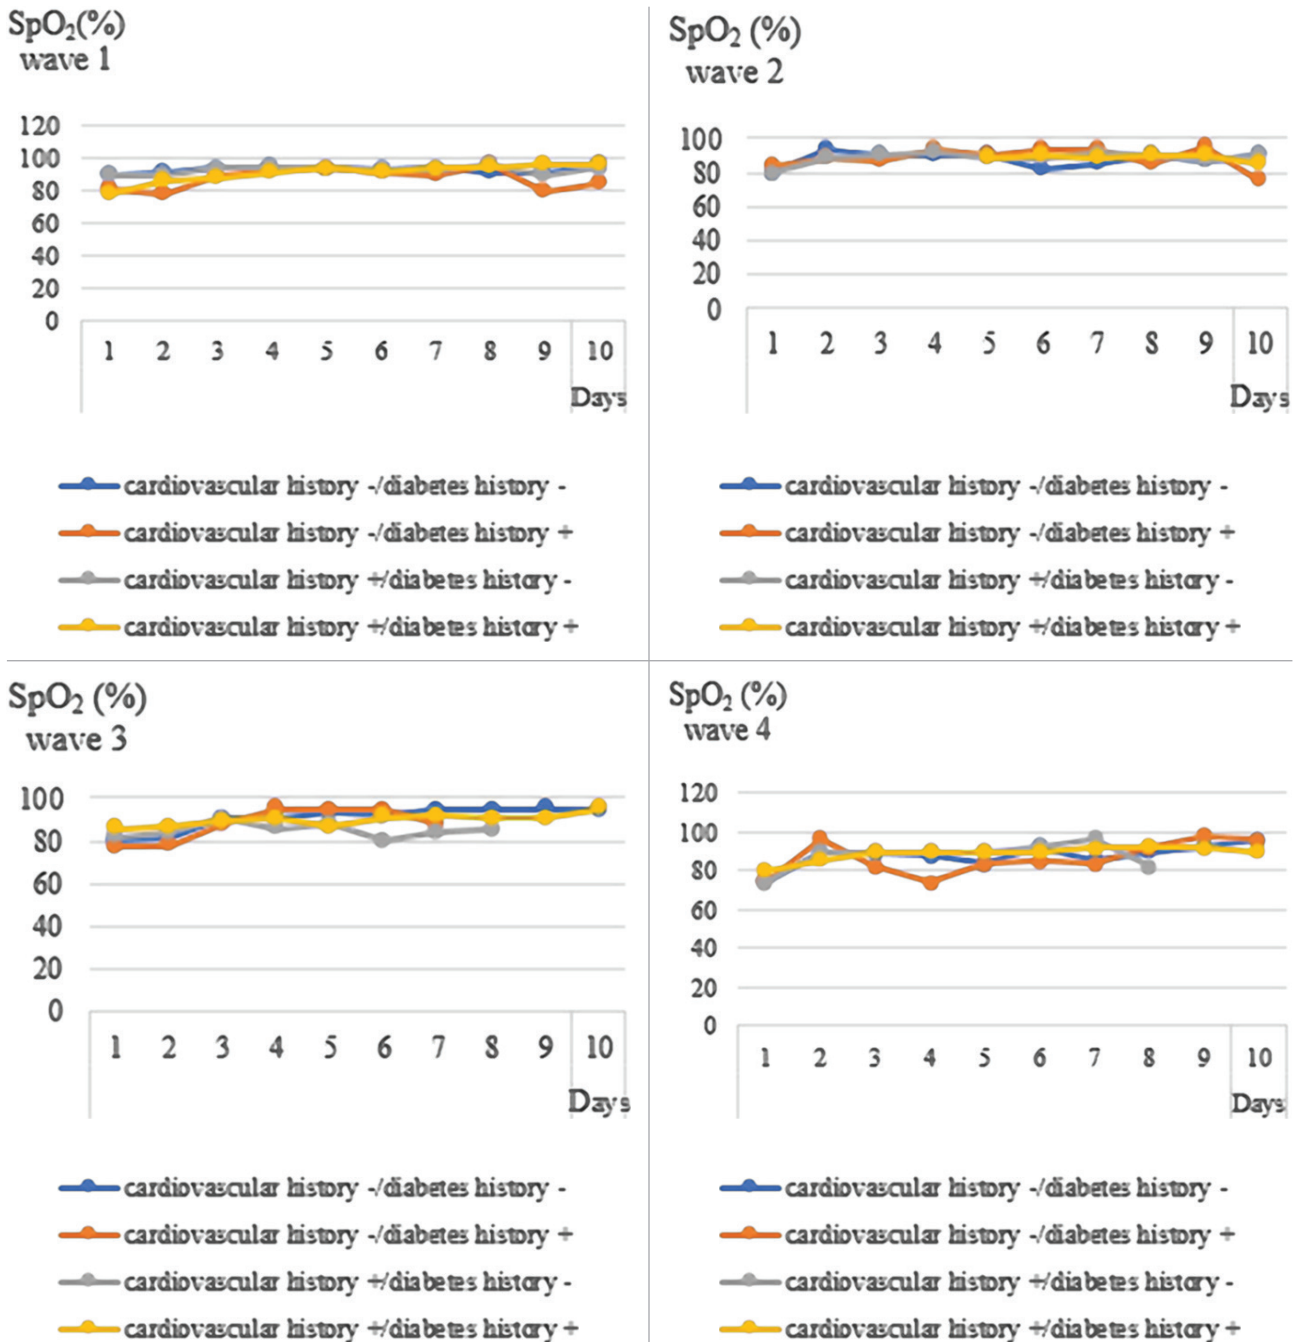 SpO₂(%)
wave 1
120
100
80
60
40
20
0
1 2 3 4 5 6 7 8 9 10
Days
cardiovascular history -/diabetes history -
cardiovascular history -/diabetes history +
cardiovascular history +/diabetes history -
cardiovascular history +/diabetes history +
SpO₂ (%)
wave 2
100
80
60
40
20
0
1 2 3 4 5 6 7 8 9 10
Days
cardiovascular history -/diabetes history -
cardiovascular history -/diabetes history +
cardiovascular history +/diabetes history -
cardiovascular history +/diabetes history +
SpO₂ (%)
wave 3
100
80
60
40
20
0
1 2 3 4 5 6 7 8 9 10
Days
cardiovascular history -/diabetes history -
cardiovascular history -/diabetes history +
cardiovascular history +/diabetes history -
cardiovascular history +/diabetes history +
SpO₂ (%)
wave 4
120
100
80
60
40
20
0
1 2 3 4 5 6 7 8 9 10
Days
cardiovascular history -/diabetes history -
cardiovascular history -/diabetes history +
cardiovascular history +/diabetes history -
cardiovascular history +/diabetes history +